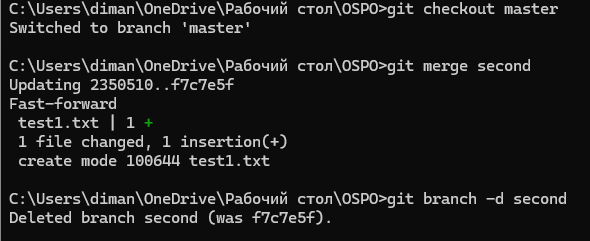 C:\Users\diman\OneDrive\Рабочий стол\OSPO>git checkout master
Switched to branch 'master'
C:\Users\diman\OneDrive\Рабочий стол\OSPO>git merge second
Updating 2350510..f7c7e5f
Fast-forward
 test1.txt | 1 +
 1 file changed, 1 insertion(+)
 create mode 100644 test1.txt
C:\Users\diman\OneDrive\Рабочий стол\OSPO>git branch -d second
Deleted branch second (was f7c7e5f).